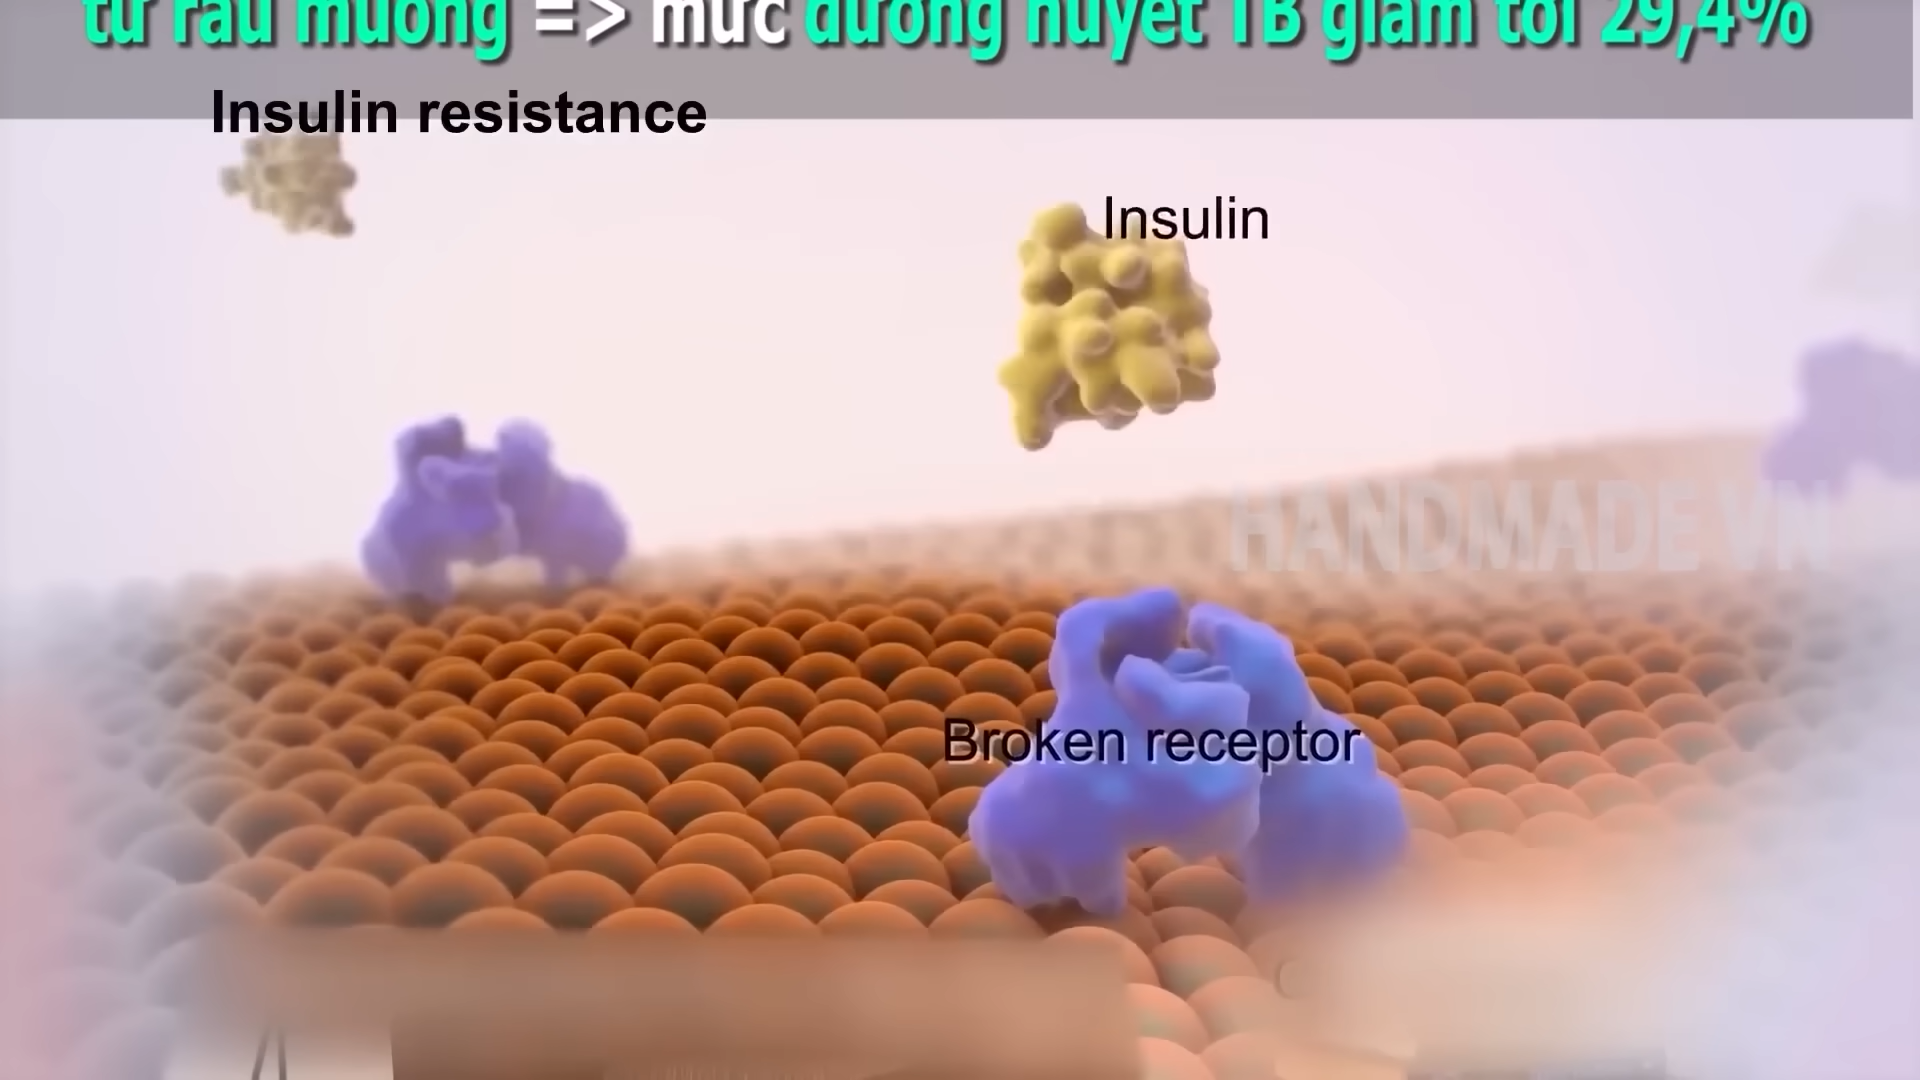 từ rau muống => mức đường huyết TB giảm tới 29,4%
Insulin resistance
Insulin
HANDMADE VN
Broken receptor